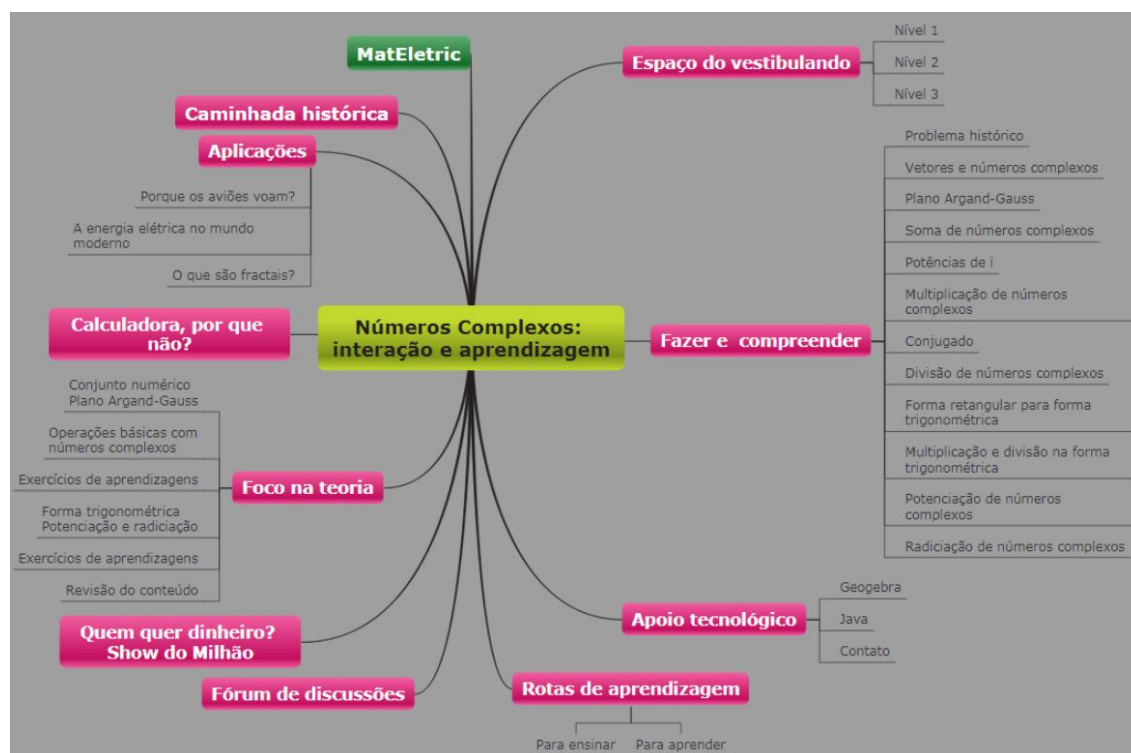 MatEletric
Caminhada histórica
Aplicações
Porque os aviões voam?
A energia elétrica no mundo
moderno
O que são fractais?
Calculadora, por que
não?
Conjunto numérico
Plano Argand-Gauss
Operações básicas com
números complexos
Exercícios de aprendizagens
Forma trigonométrica
Potenciação e radiciação
Exercícios de aprendizagens
Revisão do conteúdo
Foco na teoria
Quem quer dinheiro?
Show do Milhão
Fórum de discussões
Números Complexos:
interação e aprendizagem
Espaço do vestibulando
Nível 1
Nível 2
Nível 3
Fazer e compreender
Problema histórico
Vetores e números complexos
Plano Argand-Gauss
Soma de números complexos
Potências de i
Multiplicação de números
complexos
Conjugado
Divisão de números complexos
Forma retangular para forma
trigonométrica
Multiplicação e divisão na forma
trigonométrica
Potenciação de números
complexos
Radiciação de números complexos
Apoio tecnológico
Geogebra
Java
Contato
Rotas de aprendizagem
Para ensinar
Para aprender